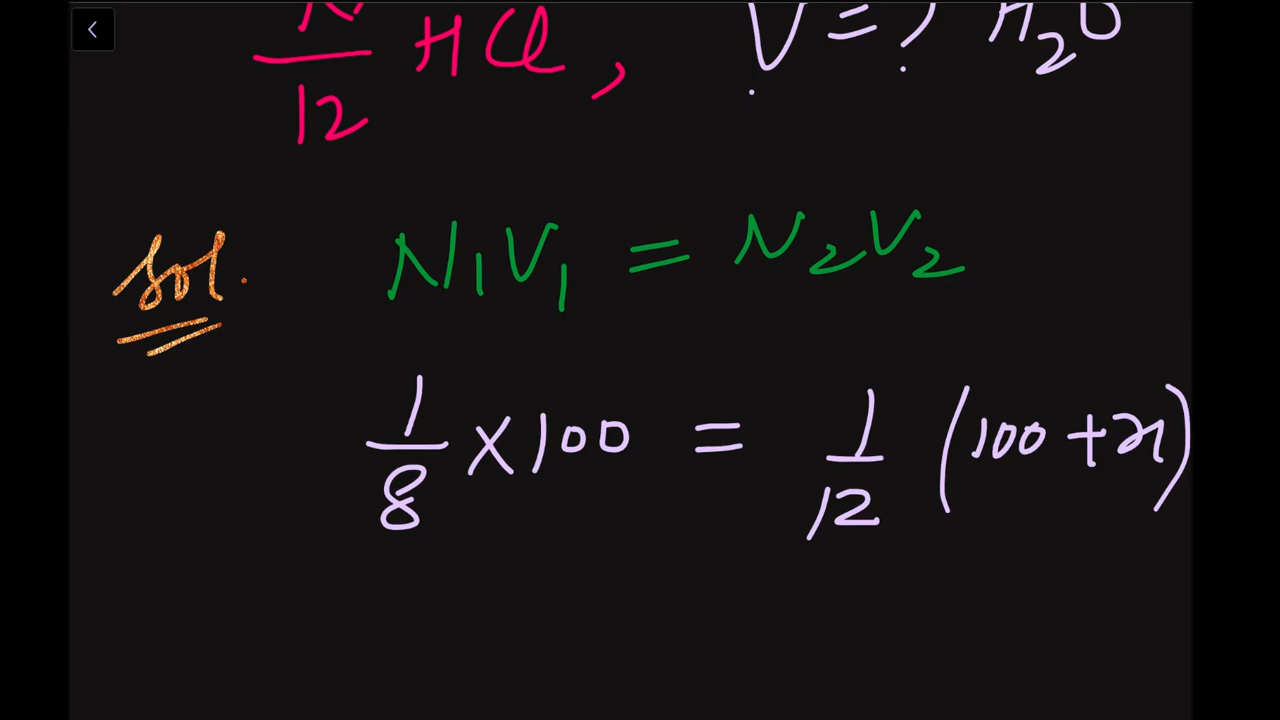 N/12 HCl, V = ? H₂O
Sol. N₁V₁ = N₂V₂
1/8 × 100 = 1/12 (100 + x)